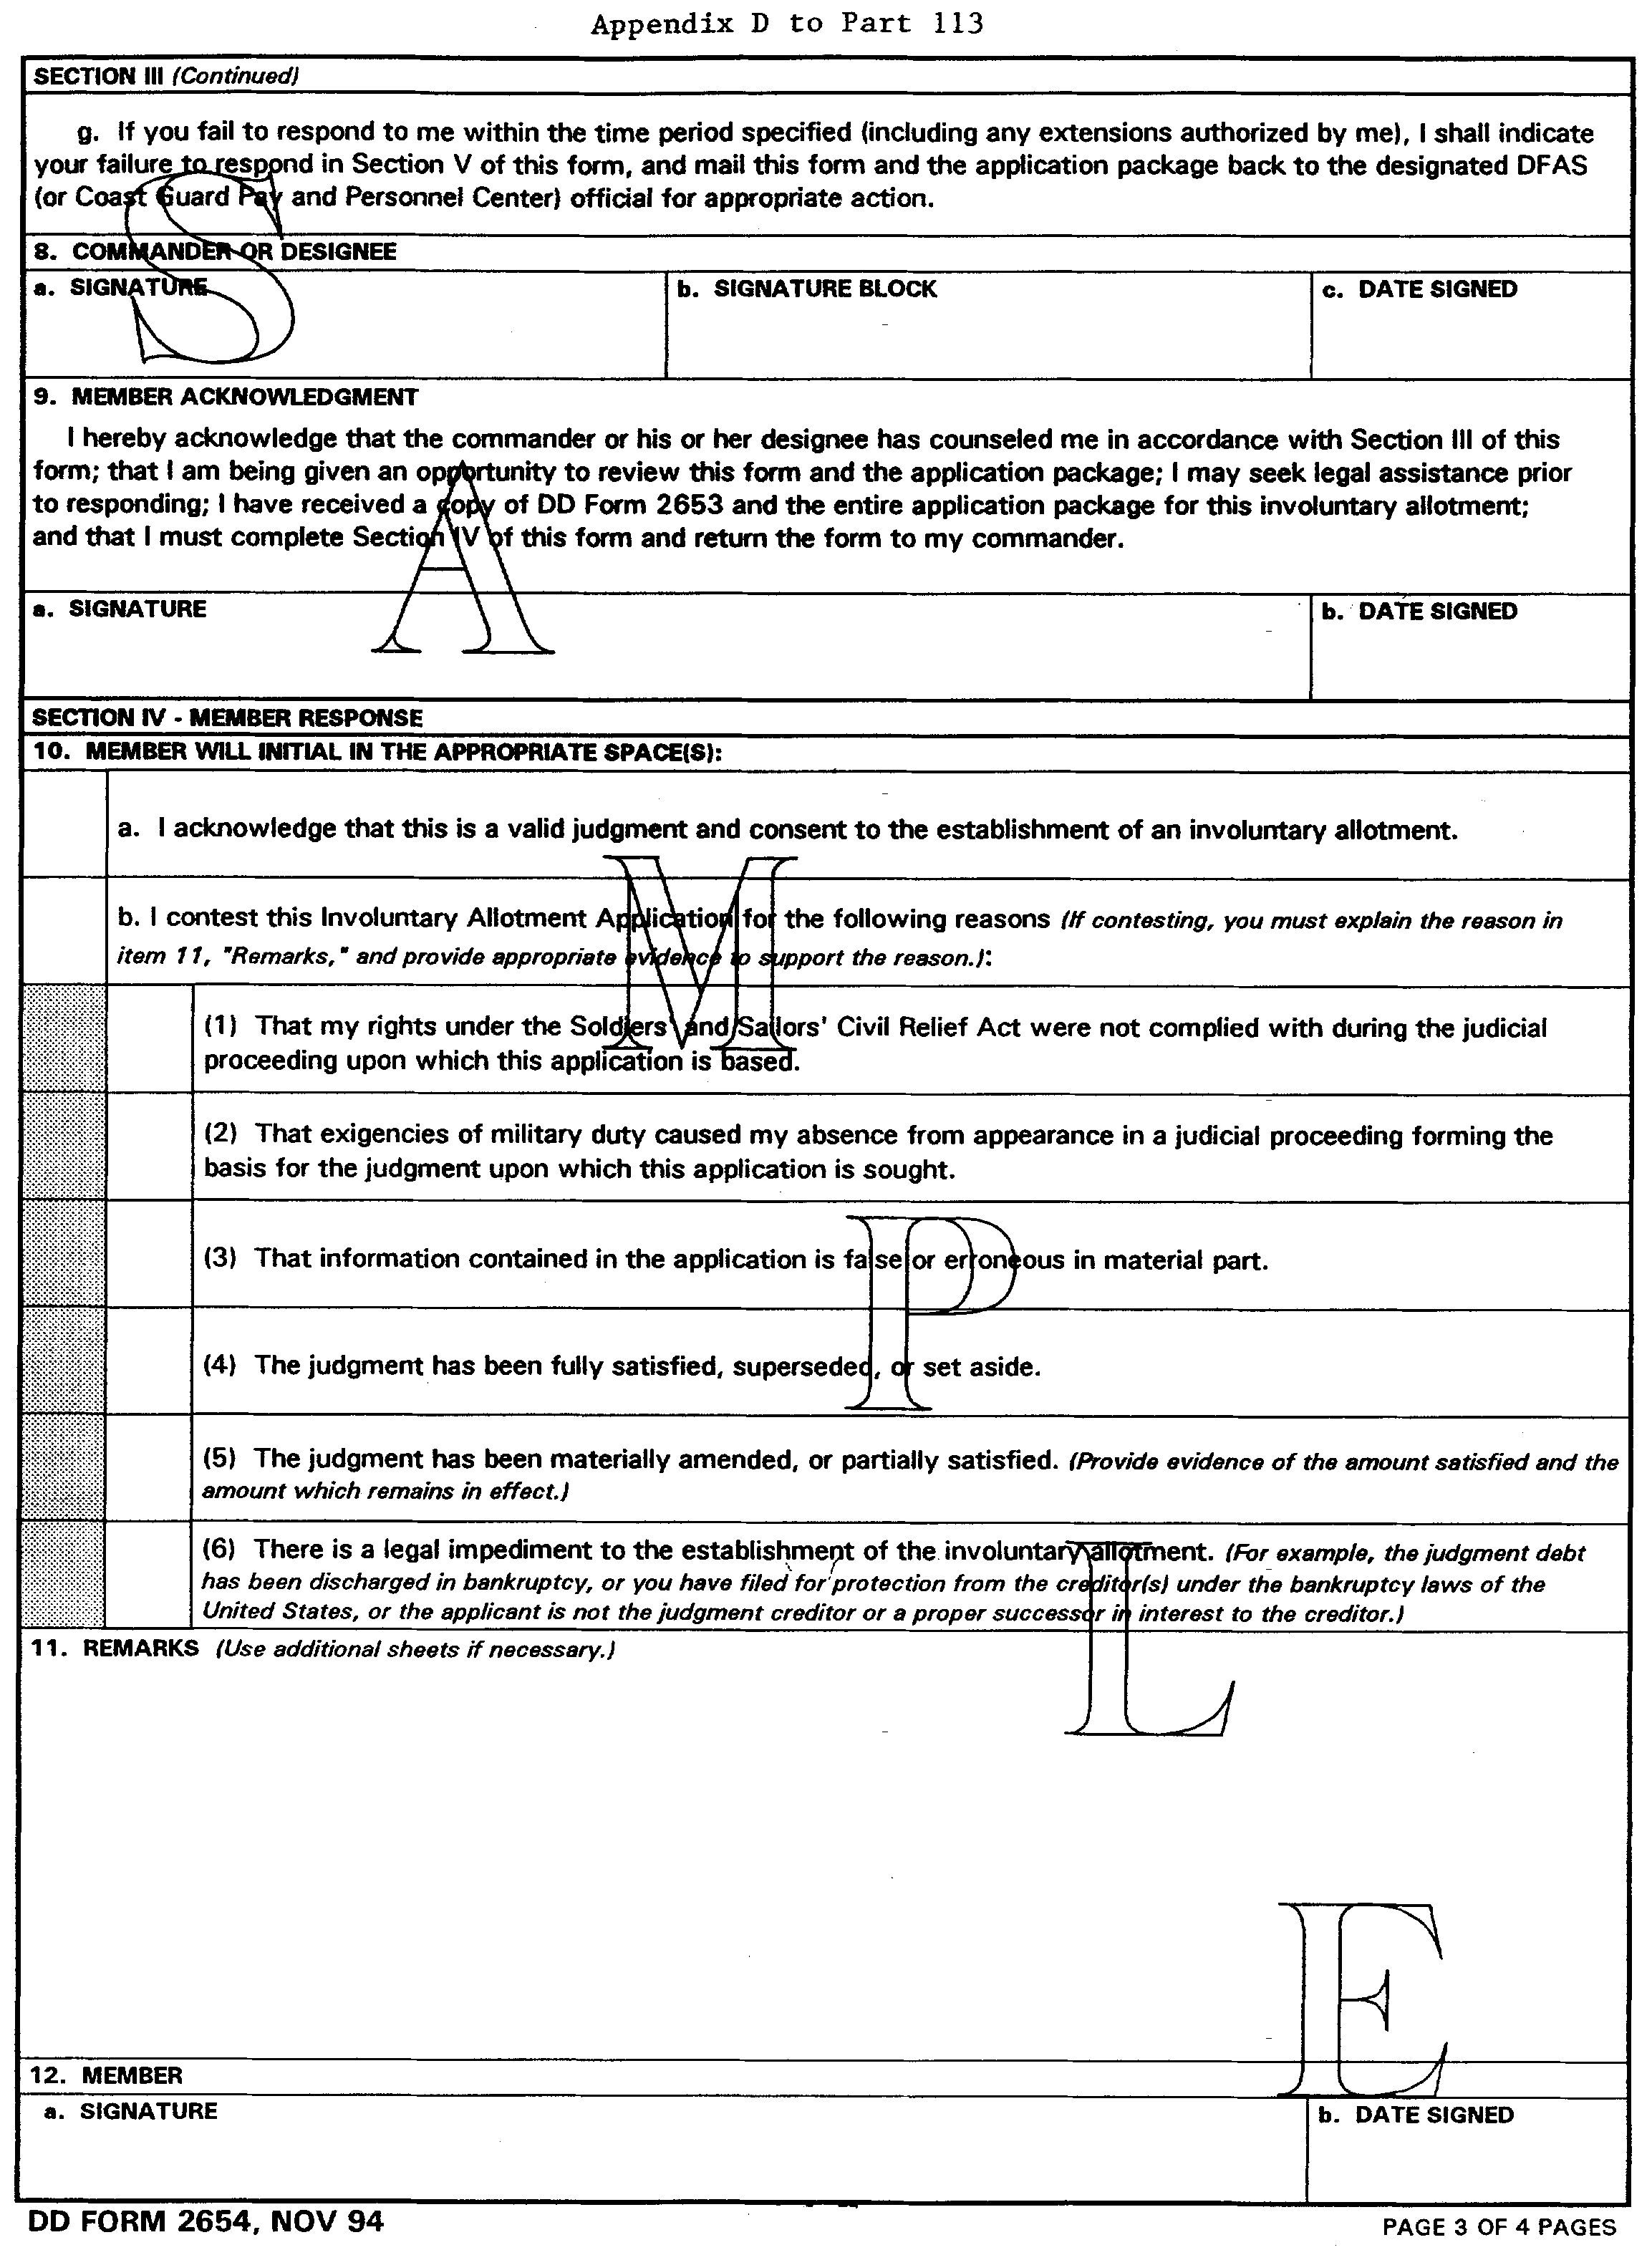 Appendix D to Part 113
SECTION III (Continued)
g. If you fail to respond to me within the time period specified (including any extensions authorized by me), I shall indicate
your failure to respond in Section V of this form, and mail this form and the application package back to the designated DFAS
(or Coast Guard Pay and Personnel Center) official for appropriate action.
8. COMMANDER OR DESIGNEE
a. SIGNATURE
b. SIGNATURE BLOCK
c. DATE SIGNED
9. MEMBER ACKNOWLEDGMENT
I hereby acknowledge that the commander or his or her designee has counseled me in accordance with Section III of this
form; that I am being given an opportunity to review this form and the application package; I may seek legal assistance prior
to responding; I have received a copy of DD Form 2653 and the entire application package for this involuntary allotment;
and that I must complete Section IV of this form and return the form to my commander.
a. SIGNATURE
b. DATE SIGNED
SECTION IV - MEMBER RESPONSE
10. MEMBER WILL INITIAL IN THE APPROPRIATE SPACE(S):
a. I acknowledge that this is a valid judgment and consent to the establishment of an involuntary allotment.
b. I contest this Involuntary Allotment Application for the following reasons (If contesting, you must explain the reason in
item 11, "Remarks," and provide appropriate evidence to support the reason.):
(1) That my rights under the Soldiers' and Sailors' Civil Relief Act were not complied with during the judicial
proceeding upon which this application is based.
(2) That exigencies of military duty caused my absence from appearance in a judicial proceeding forming the
basis for the judgment upon which this application is sought.
(3) That information contained in the application is false or erroneous in material part.
(4) The judgment has been fully satisfied, superseded, or set aside.
(5) The judgment has been materially amended, or partially satisfied. (Provide evidence of the amount satisfied and the
amount which remains in effect.)
(6) There is a legal impediment to the establishment of the involuntary allotment. (For example, the judgment debt
has been discharged in bankruptcy, or you have filed for protection from the creditor(s) under the bankruptcy laws of the
United States, or the applicant is not the judgment creditor or a proper successor in interest to the creditor.)
11. REMARKS (Use additional sheets if necessary.)
12. MEMBER
a. SIGNATURE
b. DATE SIGNED
DD FORM 2654, NOV 94
PAGE 3 OF 4 PAGES
SAMPLE